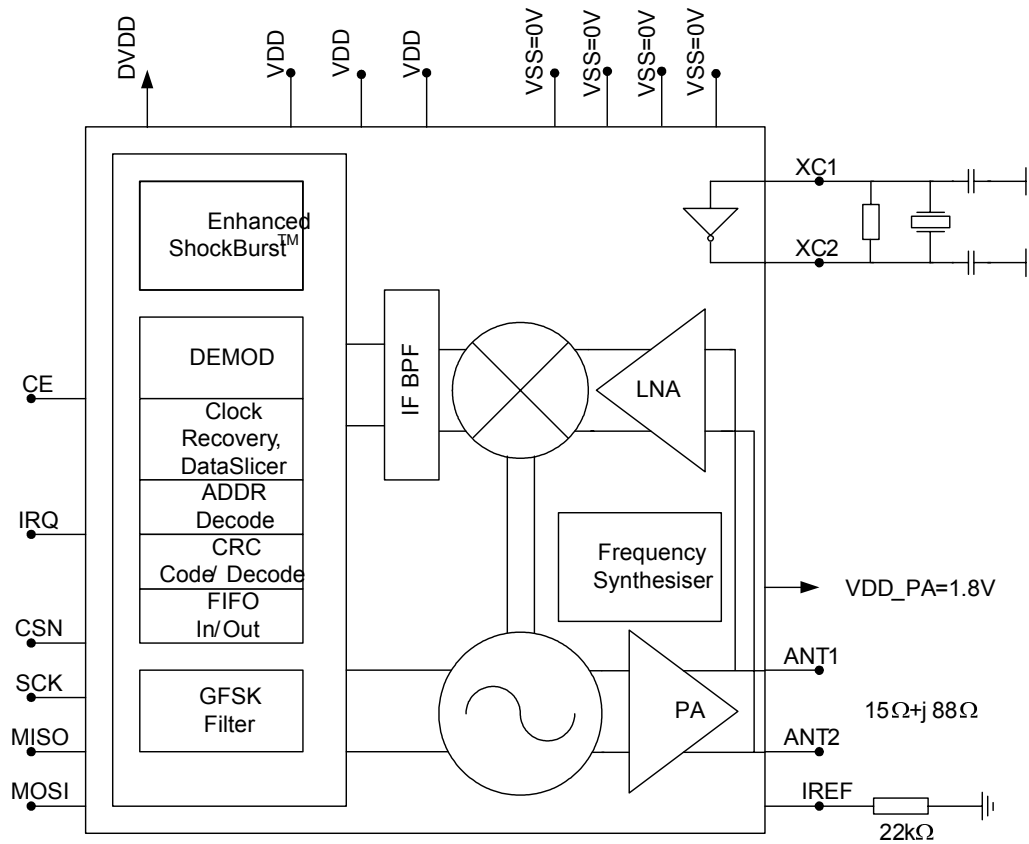 DVDD
VDD
VDD
VDD
VSS=0V
VSS=0V
VSS=0V
VSS=0V
XC1
XC2
Enhanced
ShockBurst™
DEMOD
Clock
Recovery,
DataSlicer
ADDR
Decode
CRC
Code/ Decode
FIFO
In/Out
GFSK
Filter
IF BPF
LNA
Frequency
Synthesiser
PA
CE
IRQ
CSN
SCK
MISO
MOSI
VDD_PA=1.8V
ANT1
15Ω+j 88Ω
ANT2
IREF
22kΩ